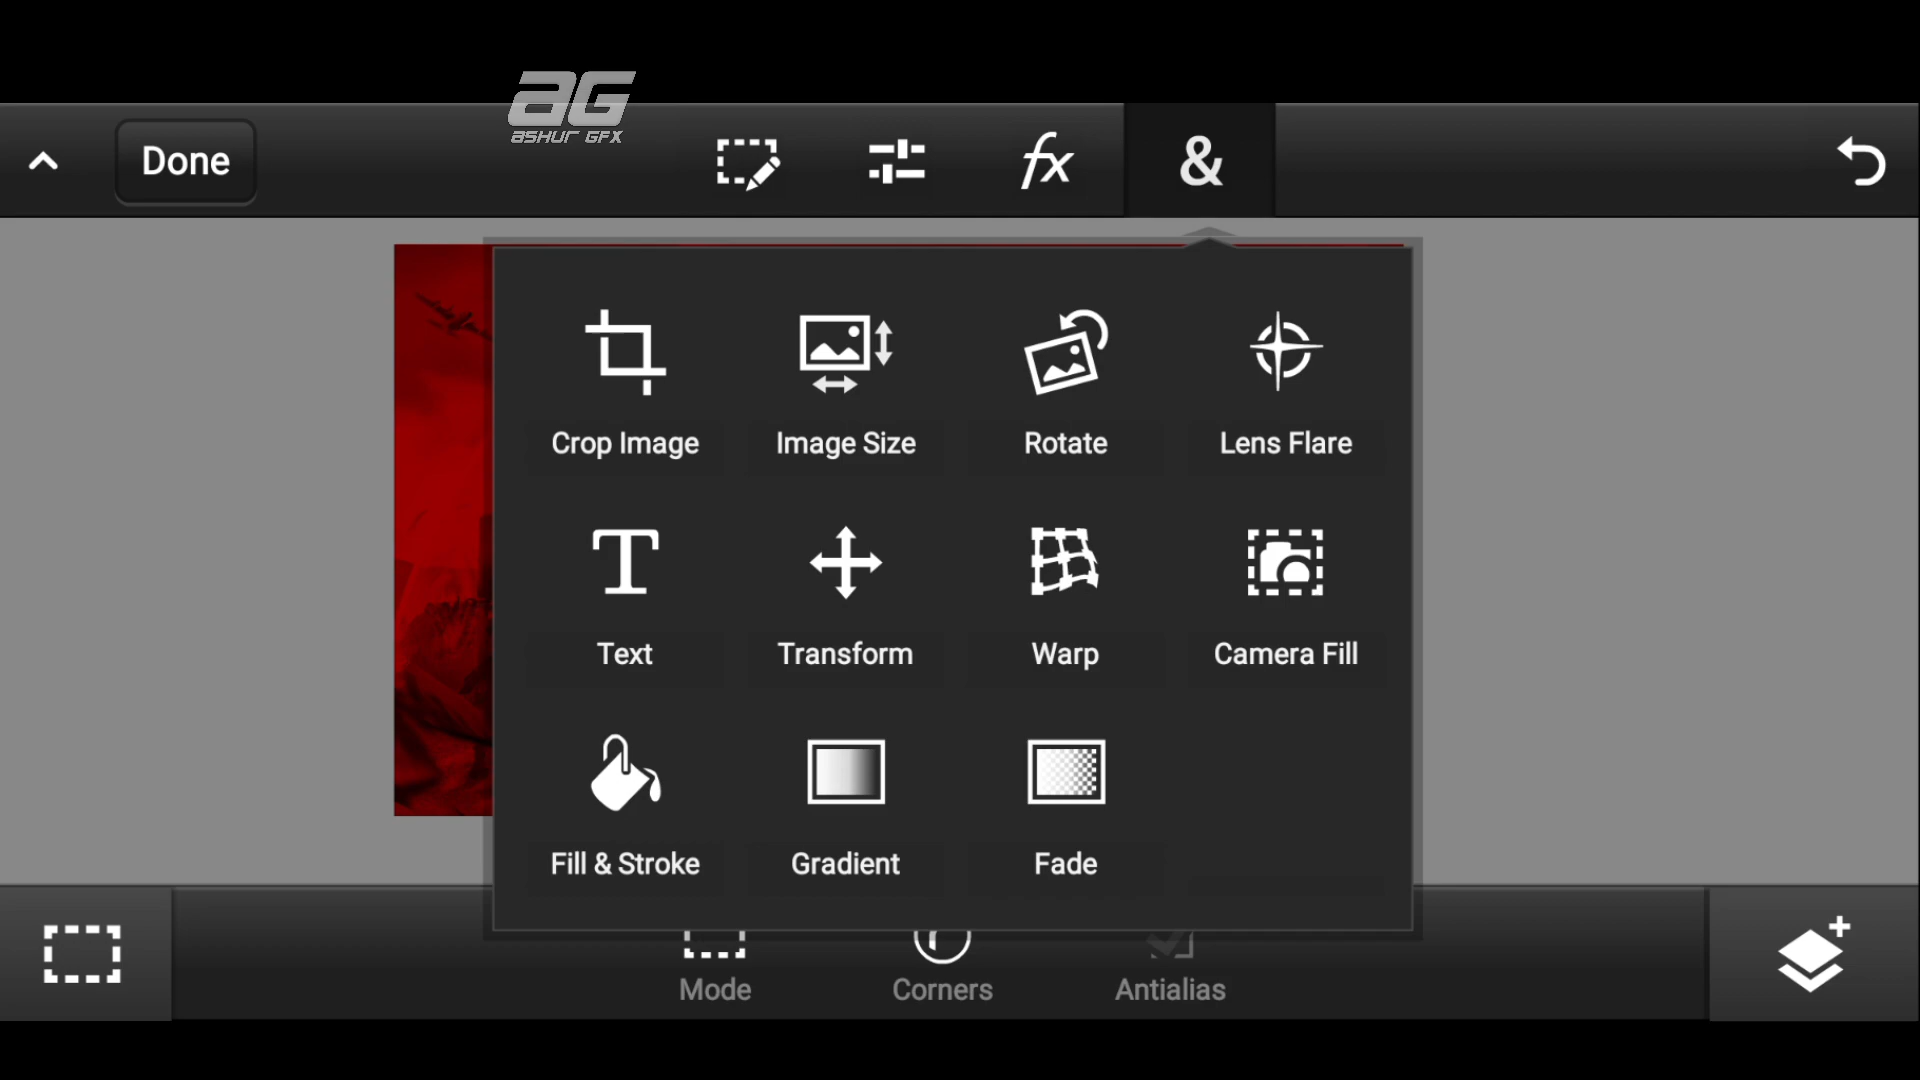 AG
ASHUR GFX
Done
fx
&
Crop Image
Image Size
Rotate
Lens Flare
Text
Transform
Warp
Camera Fill
Fill & Stroke
Gradient
Fade
Mode
Corners
Antialias